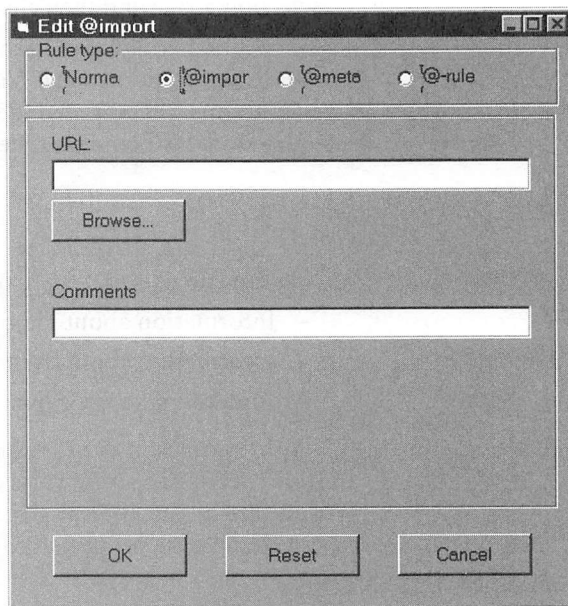 Edit @import
Rule type:
Norma @impor @meta @-rule
URL:
Browse...
Comments
OK Reset Cancel